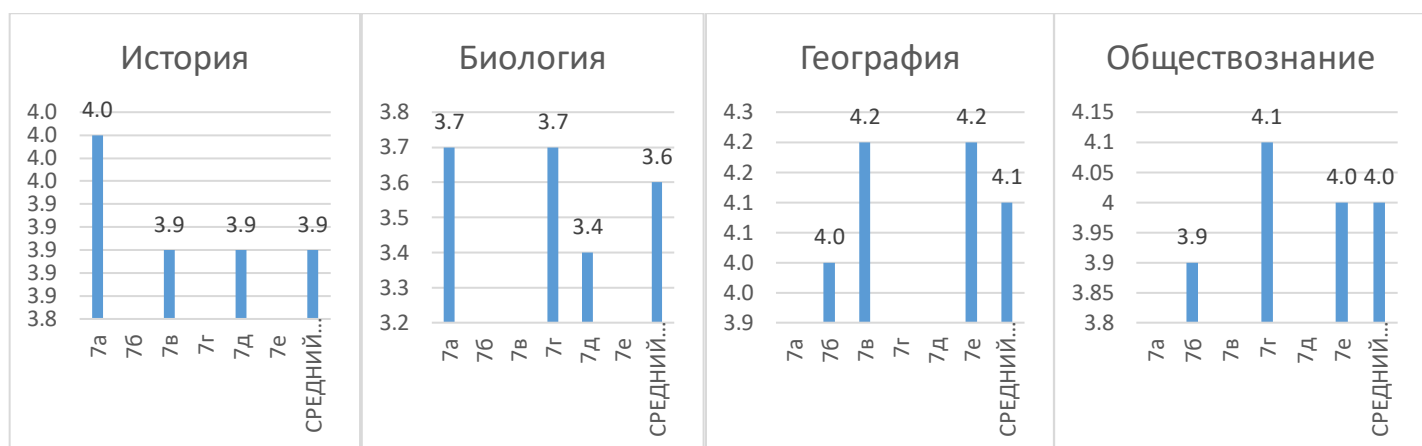 История
4.0
4.0
4.0
4.0
3.9
3.9
3.9
3.9
3.9
3.8
4.0
3.9
3.9
3.9
7а
7б
7в
7г
7д
7е
СРЕДНИЙ…
Биология
3.8
3.7
3.6
3.5
3.4
3.3
3.2
3.7
3.7
3.4
3.6
7а
7б
7в
7г
7д
7е
СРЕДНИЙ…
География
4.3
4.2
4.2
4.1
4.1
4.0
4.0
3.9
4.0
4.2
4.2
4.1
7а
7б
7в
7г
7д
7е
СРЕДНИЙ…
Обществознание
4.15
4.1
4.05
4
3.95
3.9
3.85
3.8
3.9
4.1
4.0
4.0
7а
7б
7в
7г
7д
7е
СРЕДНИЙ…